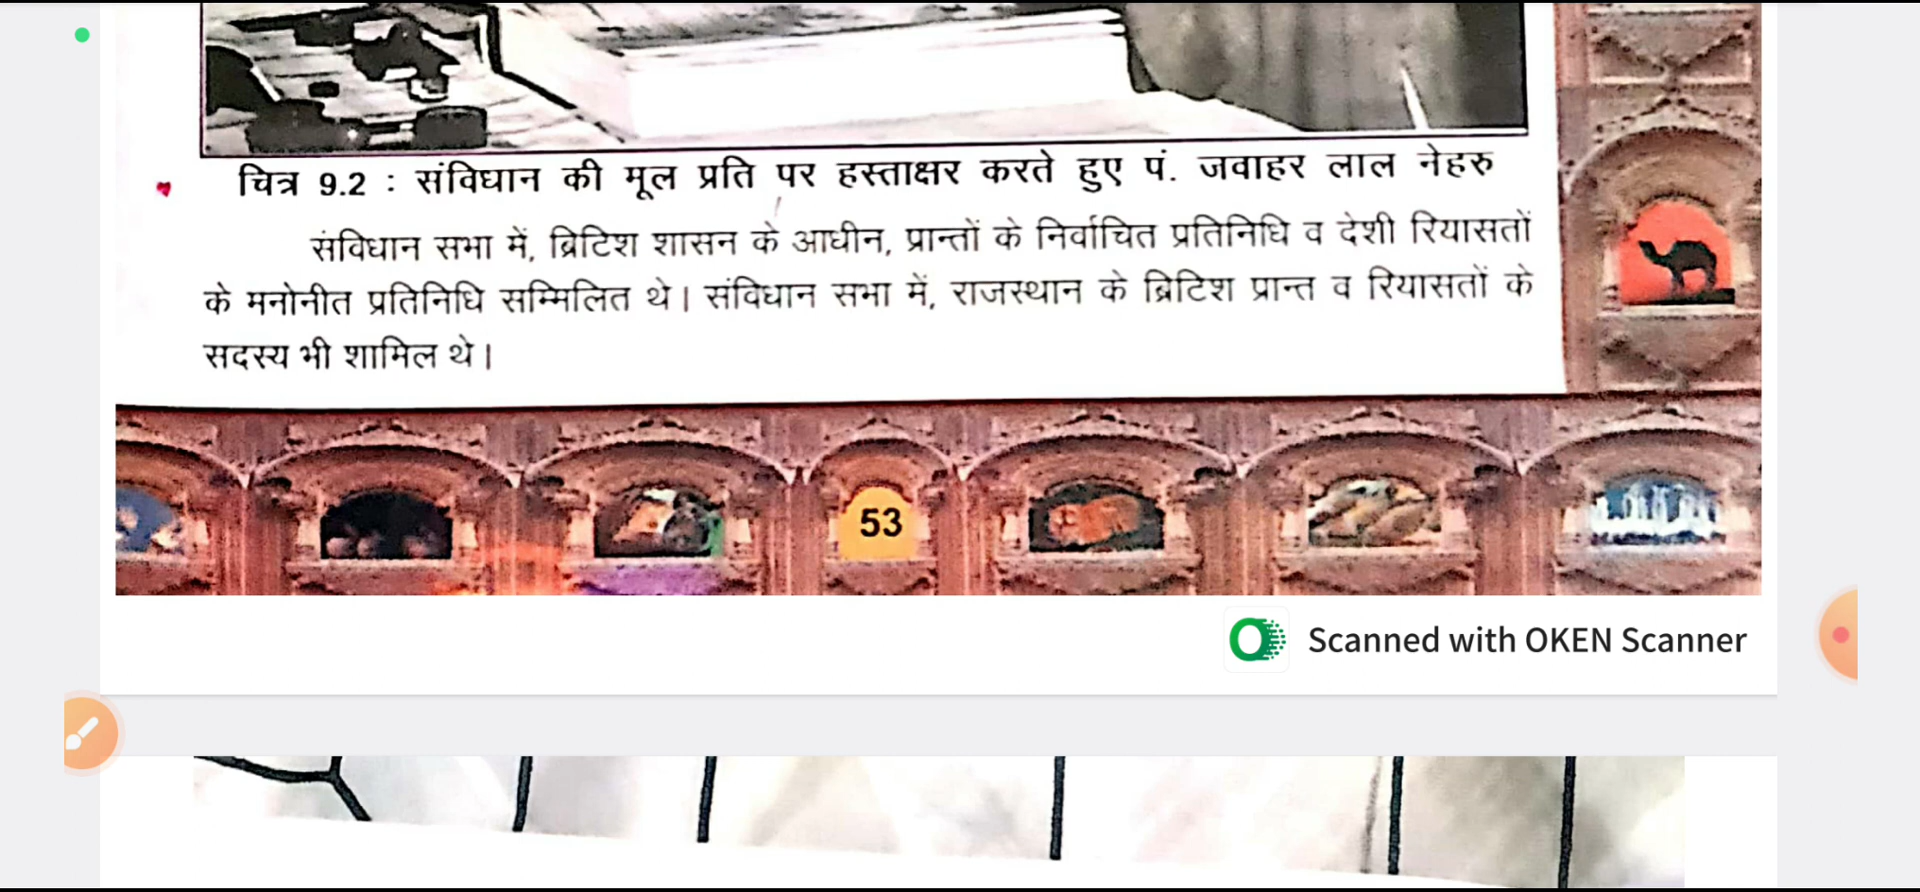 चित्र 9.2 : संविधान की मूल प्रति पर हस्ताक्षर करते हुए पं. जवाहर लाल नेहरु
संविधान सभा में, ब्रिटिश शासन के आधीन, प्रान्तों के निर्वाचित प्रतिनिधि व देशी रियासतों
के मनोनीत प्रतिनिधि सम्मिलित थे। संविधान सभा में, राजस्थान के ब्रिटिश प्रान्त व रियासतों के
सदस्य भी शामिल थे।
53
Scanned with OKEN Scanner